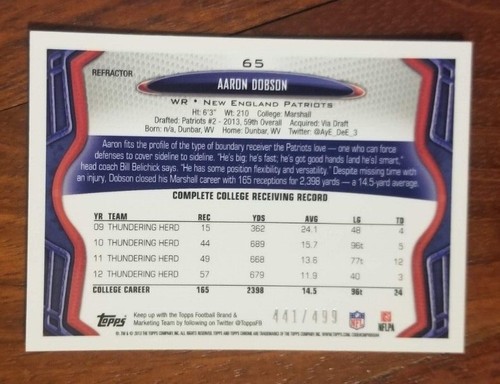 65
REFRACTOR
AARON DOBSON
WR • NEW ENGLAND PATRIOTS
Ht: 6'3" Wt: 210 College: Marshall
Drafted: Patriots #2 - 2013, 59th Overall Acquired: Via Draft
Born: n/a, Dunbar, WV Home: Dunbar, WV Twitter: @AyE_DeE_3
Aaron fits the profile of the type of boundary receiver the Patriots love — one who can force
defenses to cover sideline to sideline. "He's big; he's fast; he's got good hands (and he's) smart,"
head coach Bill Belichick says. "He has some position flexibility and versatility." Despite missing time with
an injury, Dobson closed his Marshall career with 165 receptions for 2,398 yards — a 14.5-yard average.
COMPLETE COLLEGE RECEIVING RECORD
YR TEAM REC YDS AVG LG TD
09 THUNDERING HERD 15 362 24.1 48 4
10 THUNDERING HERD 44 689 15.7 96t 5
11 THUNDERING HERD 49 668 13.6 77t 12
12 THUNDERING HERD 57 679 11.9 40 3
COLLEGE CAREER 165 2398 14.5 96t 24
Topps
Keep up with the Topps Football Brand &
Marketing Team by following on Twitter @ToppsFB
441/499
NFL
NFLPA